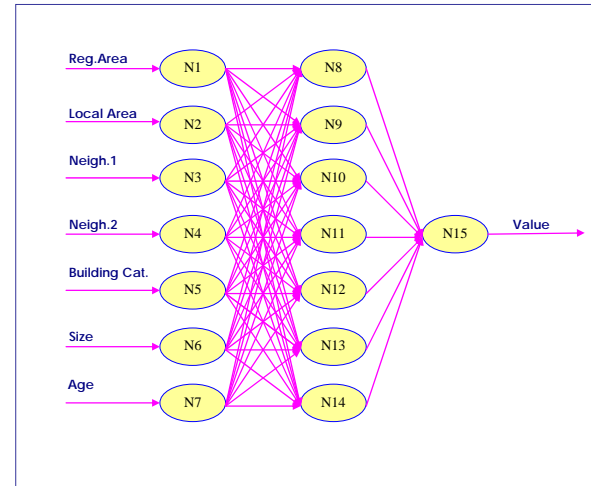 Reg.Area
N1
N8
Local Area
N2
N9
Neigh.1
N3
N10
Neigh.2
N4
N11
N15
Value
Building Cat.
N5
N12
Size
N6
N13
Age
N7
N14